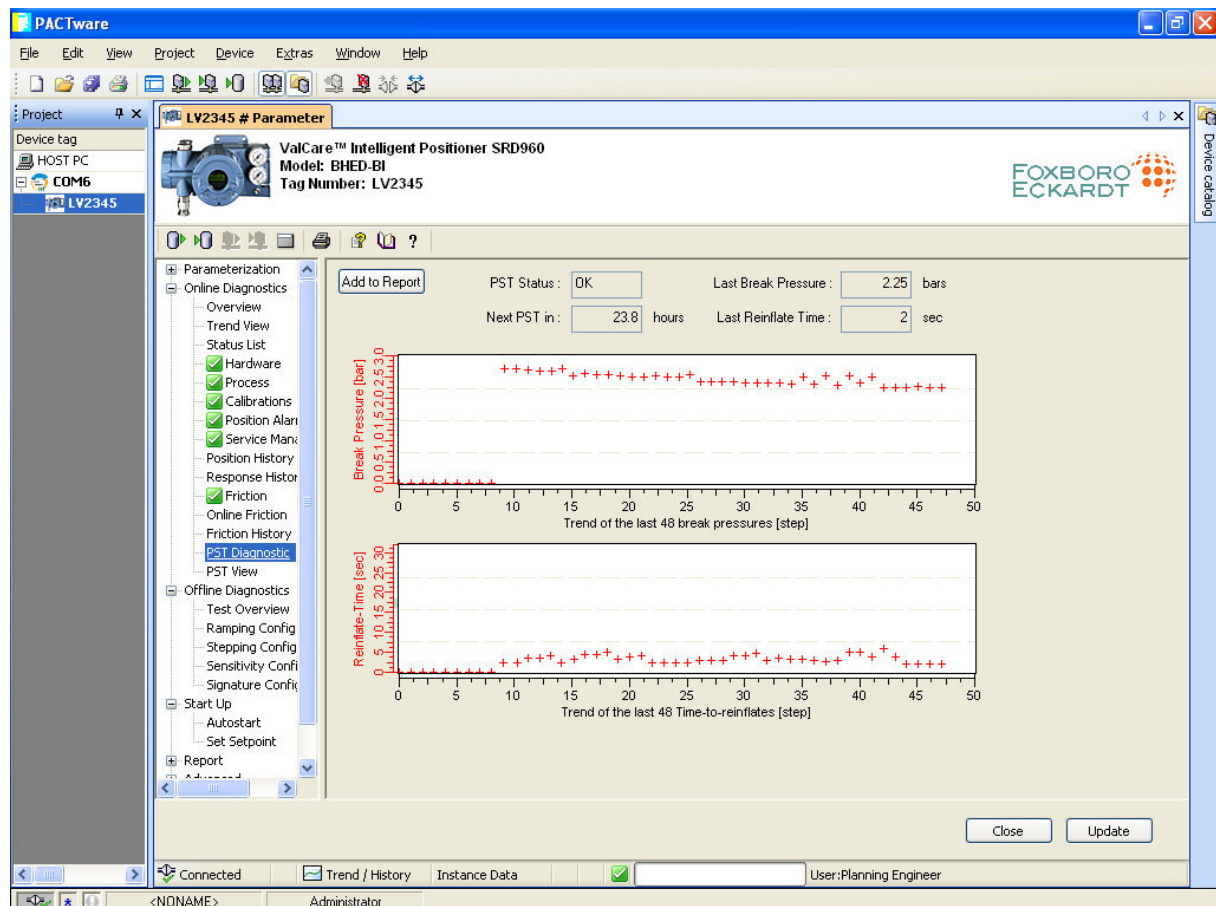 PACTware
File Edit View Project Device Extras Window Help
Project
LV2345 # Parameter
Device tag
HOST PC
COM6
LV2345
ValCare™ Intelligent Positioner SRD960
Model: BHED-BI
Tag Number: LV2345
FOXBORO
ECKARDT
Device catalog
Parameterization
Online Diagnostics
Overview
Trend View
Status List
Hardware
Process
Calibrations
Position Alarm
Service Mana
Position History
Response Histor
Friction
Online Friction
Friction History
PST Diagnostic
PST View
Offline Diagnostics
Test Overview
Ramping Config
Stepping Config
Sensitivity Confi
Signature Config
Start Up
Autostart
Set Setpoint
Report
Advanced
Add to Report
PST Status : OK Last Break Pressure : 2.25 bars
Next PST in : 23.8 hours Last Reinflate Time : 2 sec
Break Pressure [bar]
0.0 0.5 1.0 1.5 2.0 2.5 3.0
0 5 10 15 20 25 30 35 40 45 50
Trend of the last 48 break pressures [step]
Reinflate-Time [sec]
0 5 10 15 20 25 30
0 5 10 15 20 25 30 35 40 45 50
Trend of the last 48 Time-to-reinflates [step]
Close Update
Connected Trend / History Instance Data User:Planning Engineer
<NONAME> Administrator